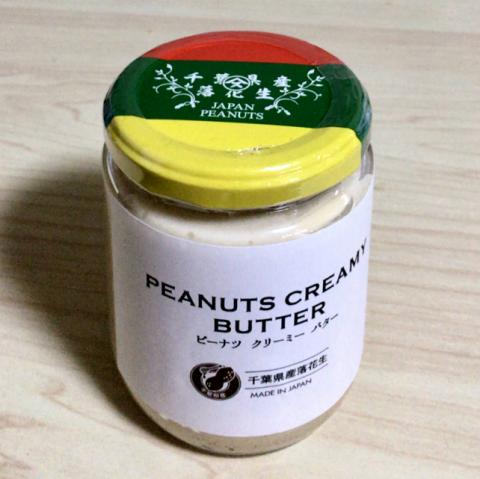 千葉県産
落花生
JAPAN
PEANUTS
PEANUTS CREAMY
BUTTER
ピーナツ クリーミー バター
千葉県産落花生
MADE IN JAPAN